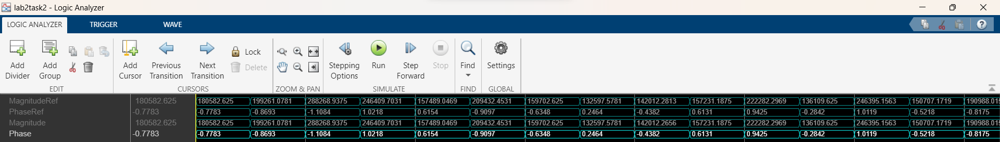 lab2task2 - Logic Analyzer
LOGIC ANALYZER TRIGGER WAVE
Add Divider
Add Group
Add Cursor
Previous Transition
Next Transition
Lock
Delete
Stepping Options
Run
Step Forward
Stop
Find
Settings
EDIT CURSORS ZOOM & PAN SIMULATE FIND GLOBAL
MagnitudeRef 180582.625 180582.625 199261.0781 288268.9375 246409.7031 157489.0469 209432.4531 159702.625 132597.5781 142012.2813 157231.1875 222282.2969 136109.625 246395.1563 150707.1719 190988.015
PhaseRef -0.7783 -0.7783 -0.8693 -1.1084 1.0218 0.6154 -0.9097 -0.6348 0.2464 -0.4382 0.6131 0.9425 -0.2842 1.0119 -0.5218 -0.8175
Magnitude 180582.625 180582.625 199261.0781 288268.9375 246409.7031 157489.0469 209432.4531 159702.625 132597.5781 142012.2656 157231.1875 222282.2969 136109.625 246395.1563 150707.1719 190988.015
Phase -0.7783 -0.7783 -0.8693 -1.1084 1.0218 0.6154 -0.9097 -0.6348 0.2464 -0.4382 0.6131 0.9425 -0.2842 1.0119 -0.5218 -0.8175